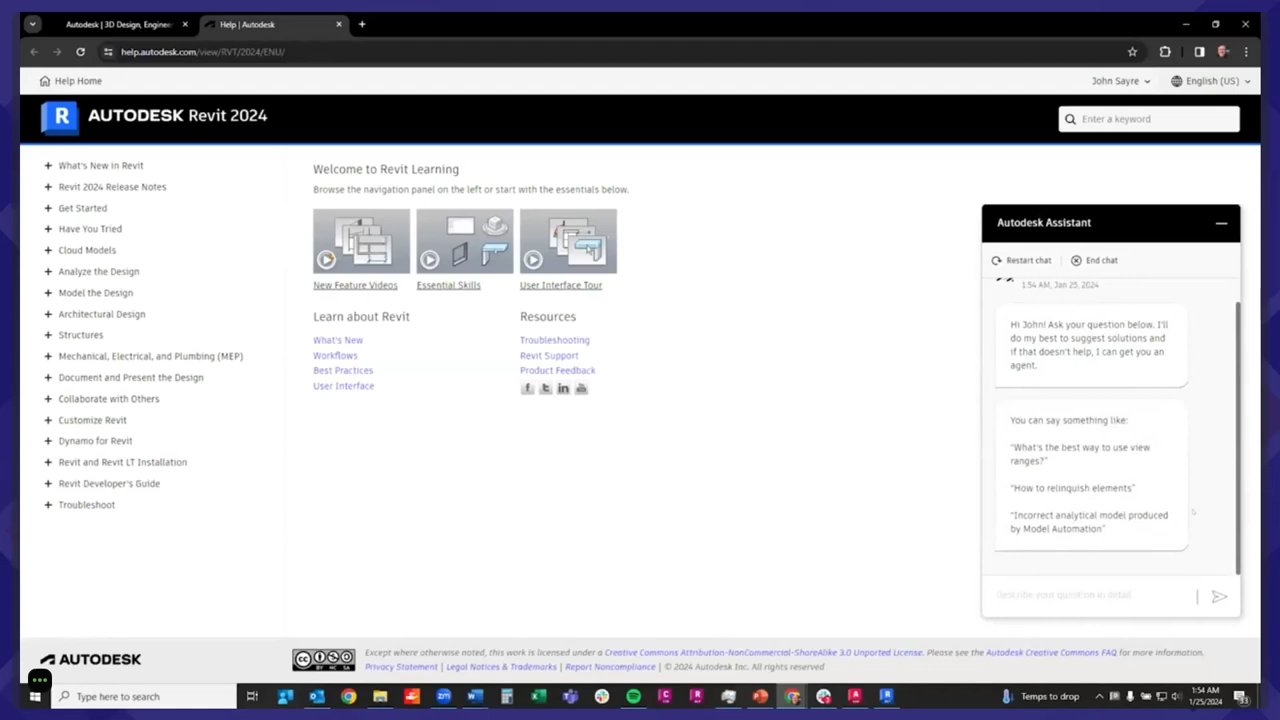 Autodesk | 3D Design, Enginee
Help | Autodesk
help.autodesk.com/view/RVT/2024/ENU/
Help Home
John Sayre
English (US)
R
AUTODESK Revit 2024
Enter a keyword
What's New in Revit
Revit 2024 Release Notes
Get Started
Have You Tried
Cloud Models
Analyze the Design
Model the Design
Architectural Design
Structures
Mechanical, Electrical, and Plumbing (MEP)
Document and Present the Design
Collaborate with Others
Customize Revit
Dynamo for Revit
Revit and Revit LT Installation
Revit Developer's Guide
Troubleshoot
Welcome to Revit Learning
Browse the navigation panel on the left or start with the essentials below.
New Feature Videos
Essential Skills
User Interface Tour
Learn about Revit
What's New
Workflows
Best Practices
User Interface
Resources
Troubleshooting
Revit Support
Product Feedback
Autodesk Assistant
Restart chat
End chat
1:54 AM, Jan 25, 2024
Hi John! Ask your question below. I'll
do my best to suggest solutions and
if that doesn't help, I can get you an
agent.
You can say something like:
"What's the best way to use view
ranges?"
"How to relinquish elements"
"Incorrect analytical model produced
by Model Automation"
Describe your question in detail
AUTODESK
Except where otherwise noted, this work is licensed under a Creative Commons Attribution-NonCommercial-ShareAlike 3.0 Unported License. Please see the Autodesk Creative Commons FAQ for more information.
Privacy Statement | Legal Notices & Trademarks | Report Noncompliance | © 2024 Autodesk Inc. All rights reserved
Type here to search
Temps to drop
1:54 AM
1/25/2024